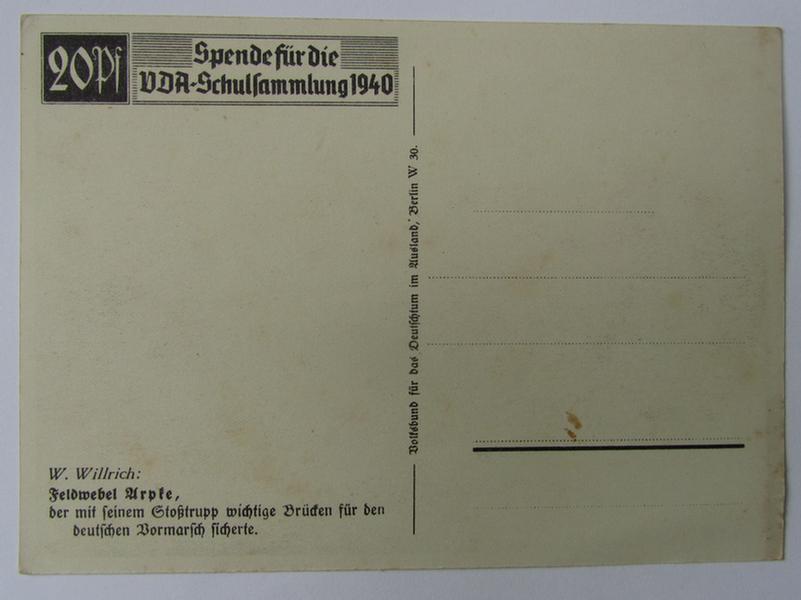 20Pf
Spende für die
VDA-Schulsammlung 1940
Volksbund für das Deutschtum im Ausland, Berlin W 30.
W. Willrich:
Feldwebel Arpke,
der mit seinem Stoßtrupp wichtige Brücken für den
deutschen Vormarsch sicherte.